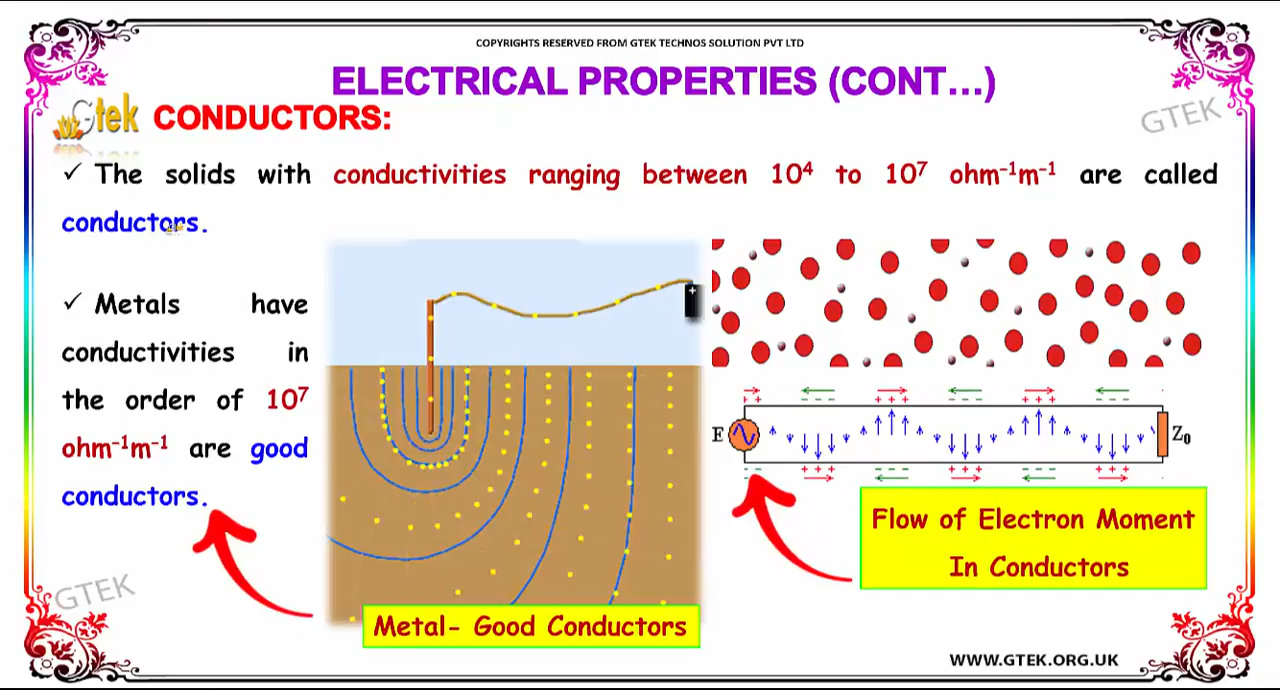 COPYRIGHTS RESERVED FROM GTEK TECHNOS SOLUTION PVT LTD
ELECTRICAL PROPERTIES (CONT...)
Gtek
CONDUCTORS:
GTEK
✓ The solids with conductivities ranging between 10⁴ to 10⁷ ohm⁻¹m⁻¹ are called
conductors.
✓ Metals have
conductivities in
the order of 10⁷
ohm⁻¹m⁻¹ are good
conductors.
+
E
Z₀
Flow of Electron Moment
In Conductors
GTEK
Metal- Good Conductors
WWW.GTEK.ORG.UK